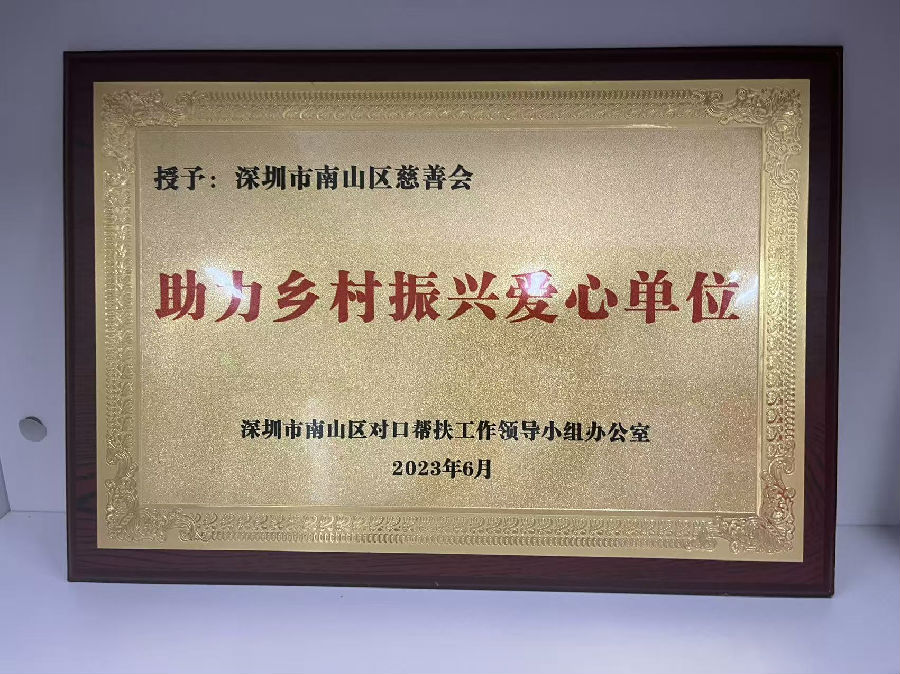 授予：深圳市南山区慈善会
助力乡村振兴爱心单位
深圳市南山区对口帮扶工作领导小组办公室
2023年6月